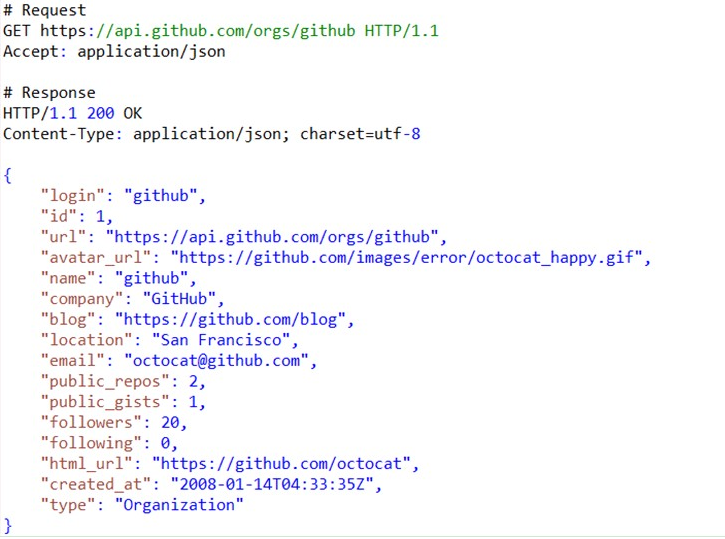 # Request
GET https://api.github.com/orgs/github HTTP/1.1
Accept: application/json

# Response
HTTP/1.1 200 OK
Content-Type: application/json; charset=utf-8

{
    "login": "github",
    "id": 1,
    "url": "https://api.github.com/orgs/github",
    "avatar_url": "https://github.com/images/error/octocat_happy.gif",
    "name": "github",
    "company": "GitHub",
    "blog": "https://github.com/blog",
    "location": "San Francisco",
    "email": "octocat@github.com",
    "public_repos": 2,
    "public_gists": 1,
    "followers": 20,
    "following": 0,
    "html_url": "https://github.com/octocat",
    "created_at": "2008-01-14T04:33:35Z",
    "type": "Organization"
}